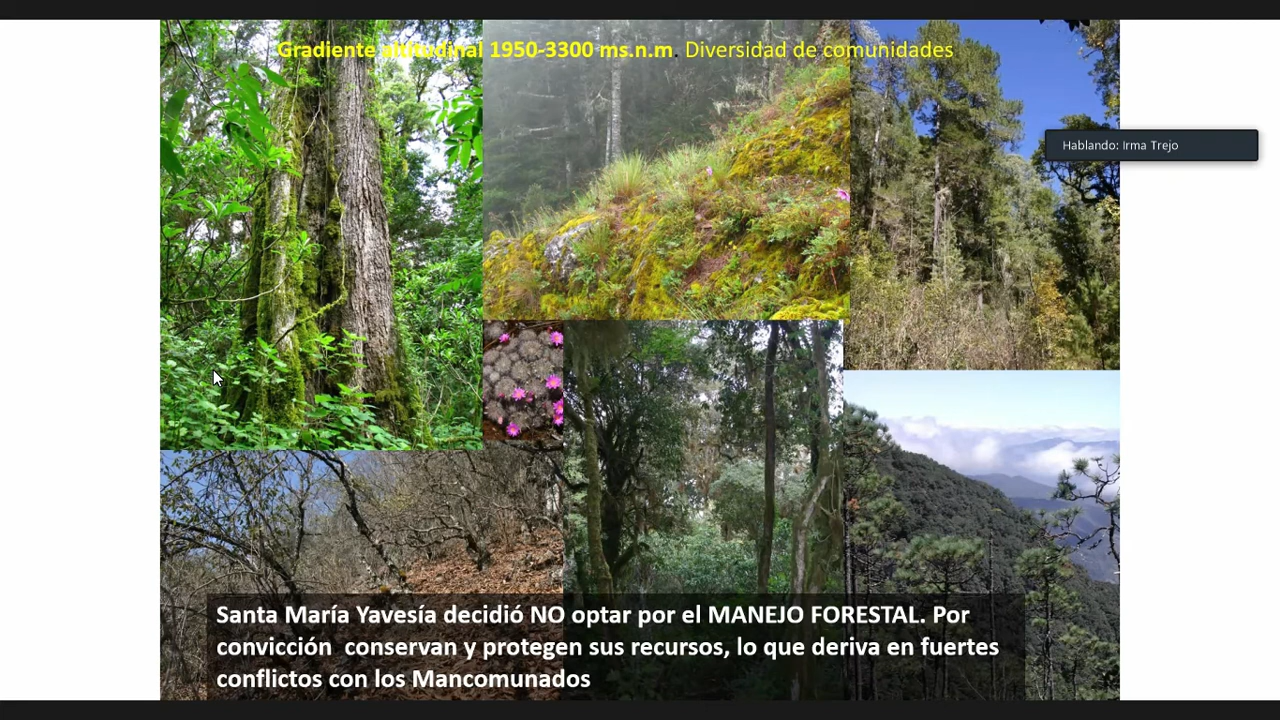 Gradiente altitudinal 1950-3300 ms.n.m. Diversidad de comunidades
Hablando: Irma Trejo
Santa María Yavesía decidió NO optar por el MANEJO FORESTAL. Por
convicción conservan y protegen sus recursos, lo que deriva en fuertes
conflictos con los Mancomunados